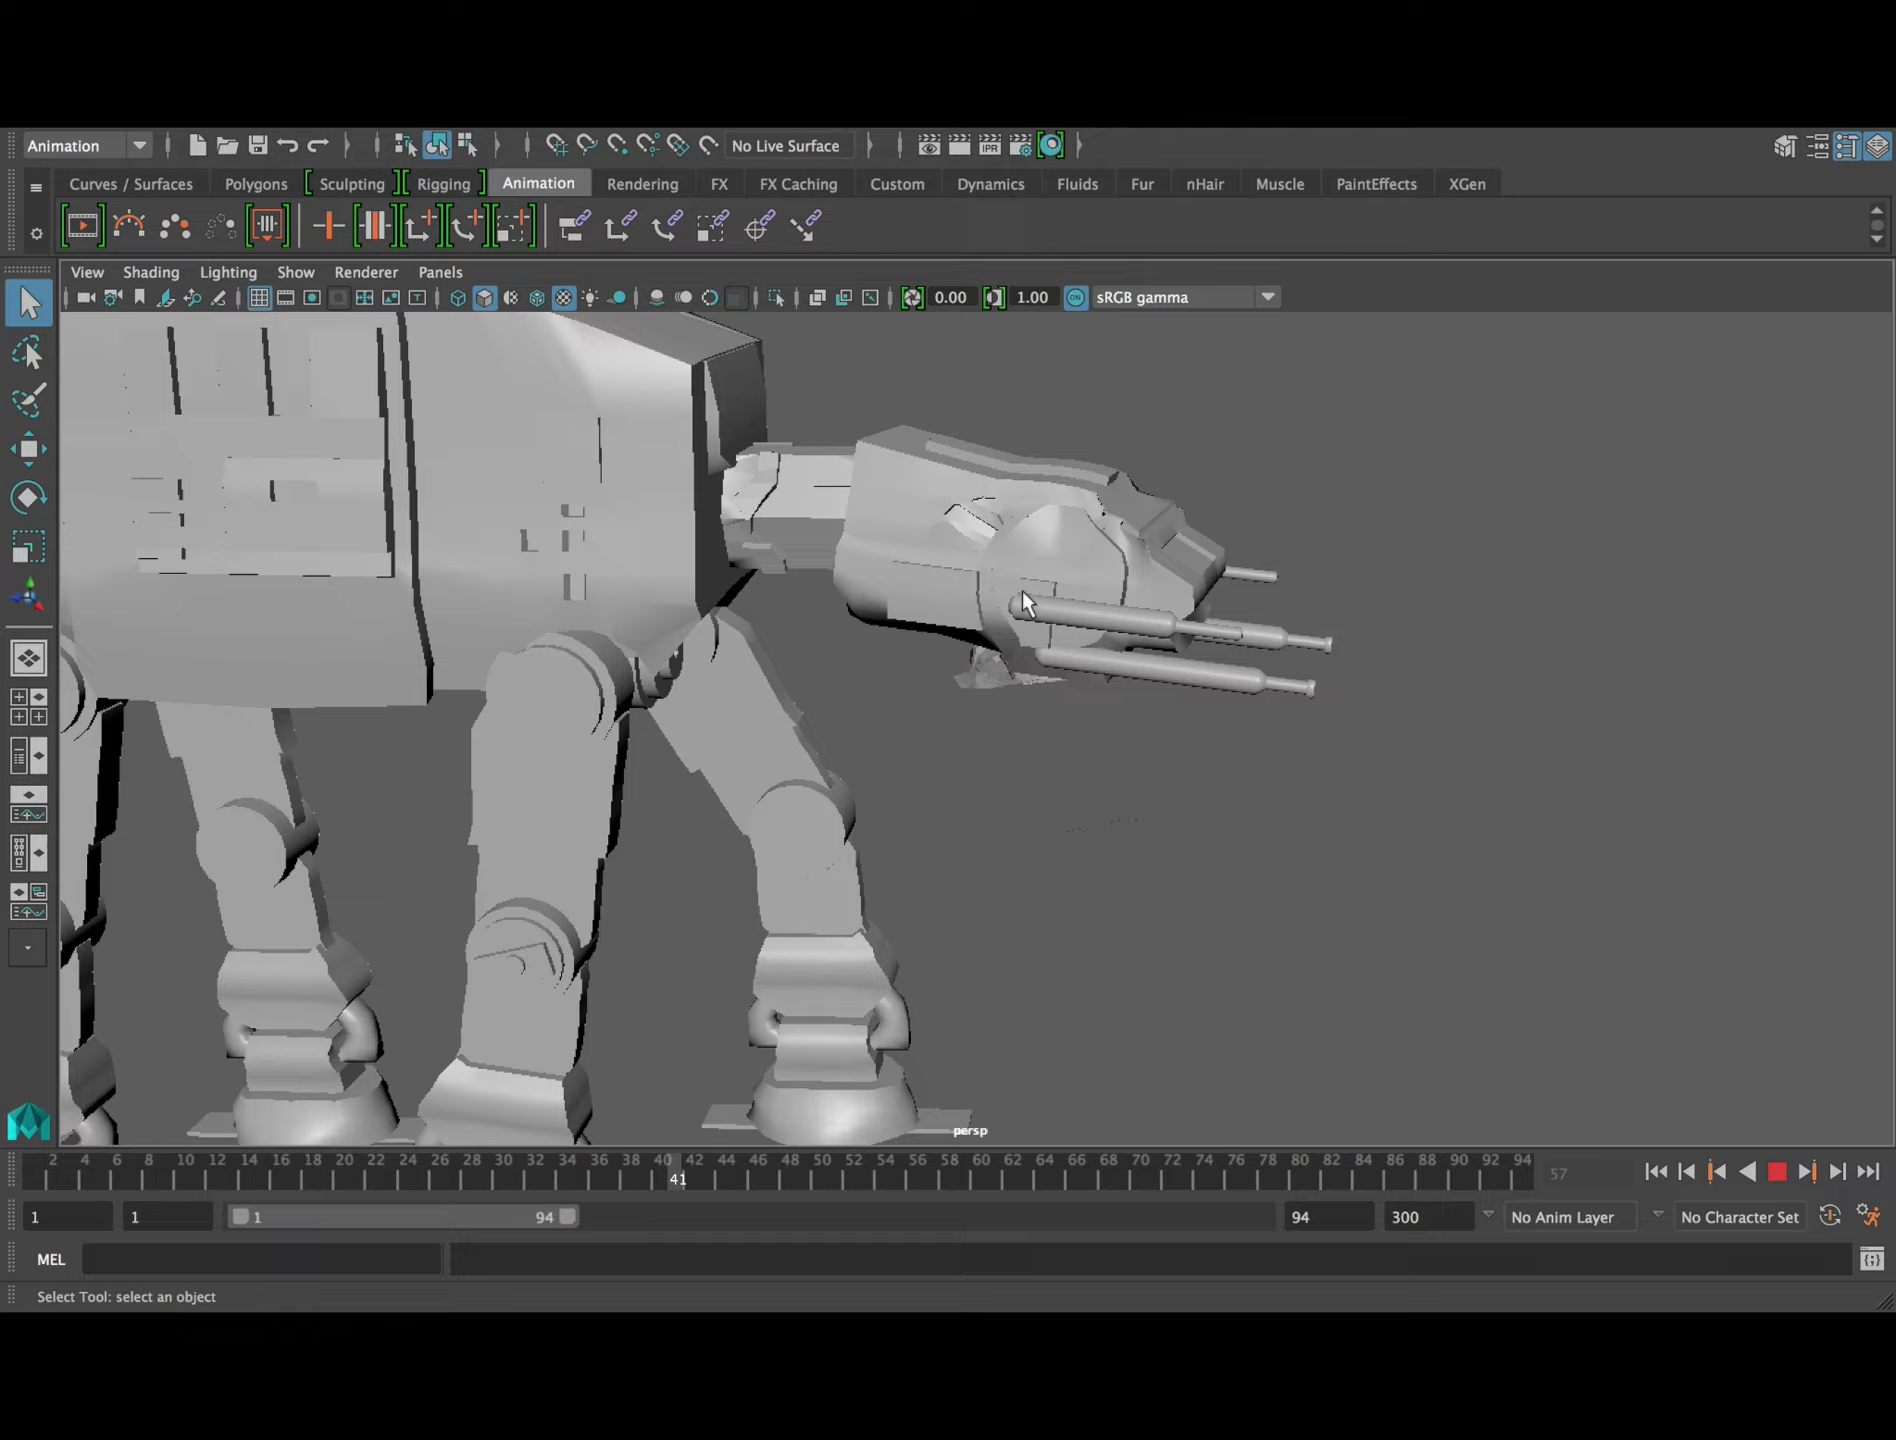 Animation No Live Surface IPR
Curves / Surfaces Polygons Sculpting Rigging Animation Rendering FX FX Caching Custom Dynamics Fluids Fur nHair Muscle PaintEffects XGen
View Shading Lighting Show Renderer Panels
0.00 1.00 ON sRGB gamma
persp
2 4 6 8 10 12 14 16 18 20 22 24 26 28 30 32 34 36 38 40 42 44 46 48 50 52 54 56 58 60 62 64 66 68 70 72 74 76 78 80 82 84 86 88 90 92 94
41 57
1 1 1 94 94 300 No Anim Layer No Character Set
MEL
Select Tool: select an object